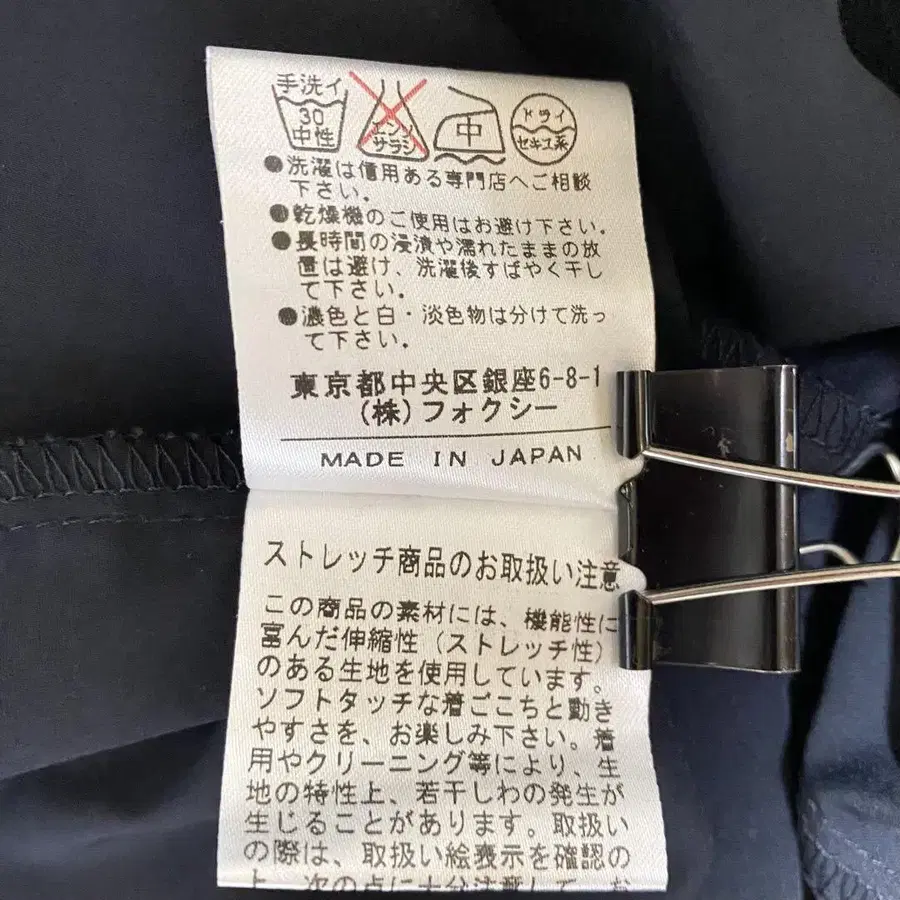 手洗イ
30
中性
エンソ
サラシ
中
ドライ
セキユ系
●洗濯は信用ある専門店へご相談
下さい．
●乾燥機のご使用はお避け下さい。
●長時間の浸漬や濡れたままの放
置は避け、洗濯後すばやく干し
て下さい．
●濃色と白・淡色物は分けて洗っ
て下さい。
東京都中央区銀座6-8-1
(株)フォクシー
MADE IN JAPAN
ストレッチ商品のお取扱い注意
この商品の素材には、機能性に
富んだ伸縮性（ストレッチ性）
のある生地を使用しています。
ソフトタッチな着ごこちと動き
やすさを、お楽しみ下さい。着
用やクリーニング等により、生
地の特性上、若干しわの発生が
生じることがあります。取扱い
の際は、取扱い絵表示を確認の
上、次の点に十分注意して、お